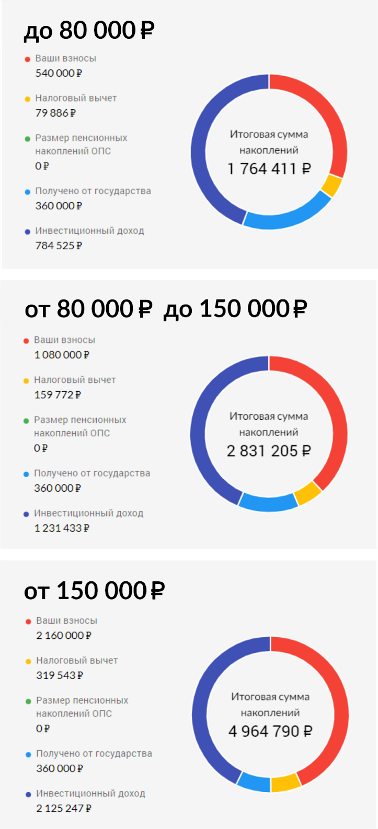 до 80 000 ₽
Ваши взносы
540 000 ₽
Налоговый вычет
79 886 ₽
Размер пенсионных
накоплений ОПС
0 ₽
Получено от государства
360 000 ₽
Инвестиционный доход
784 525 ₽
Итоговая сумма
накоплений
1 764 411 ₽
от 80 000 ₽ до 150 000 ₽
Ваши взносы
1 080 000 ₽
Налоговый вычет
159 772 ₽
Размер пенсионных
накоплений ОПС
0 ₽
Получено от государства
360 000 ₽
Инвестиционный доход
1 231 433 ₽
Итоговая сумма
накоплений
2 831 205 ₽
от 150 000 ₽
Ваши взносы
2 160 000 ₽
Налоговый вычет
319 543 ₽
Размер пенсионных
накоплений ОПС
0 ₽
Получено от государства
360 000 ₽
Инвестиционный доход
2 125 247 ₽
Итоговая сумма
накоплений
4 964 790 ₽